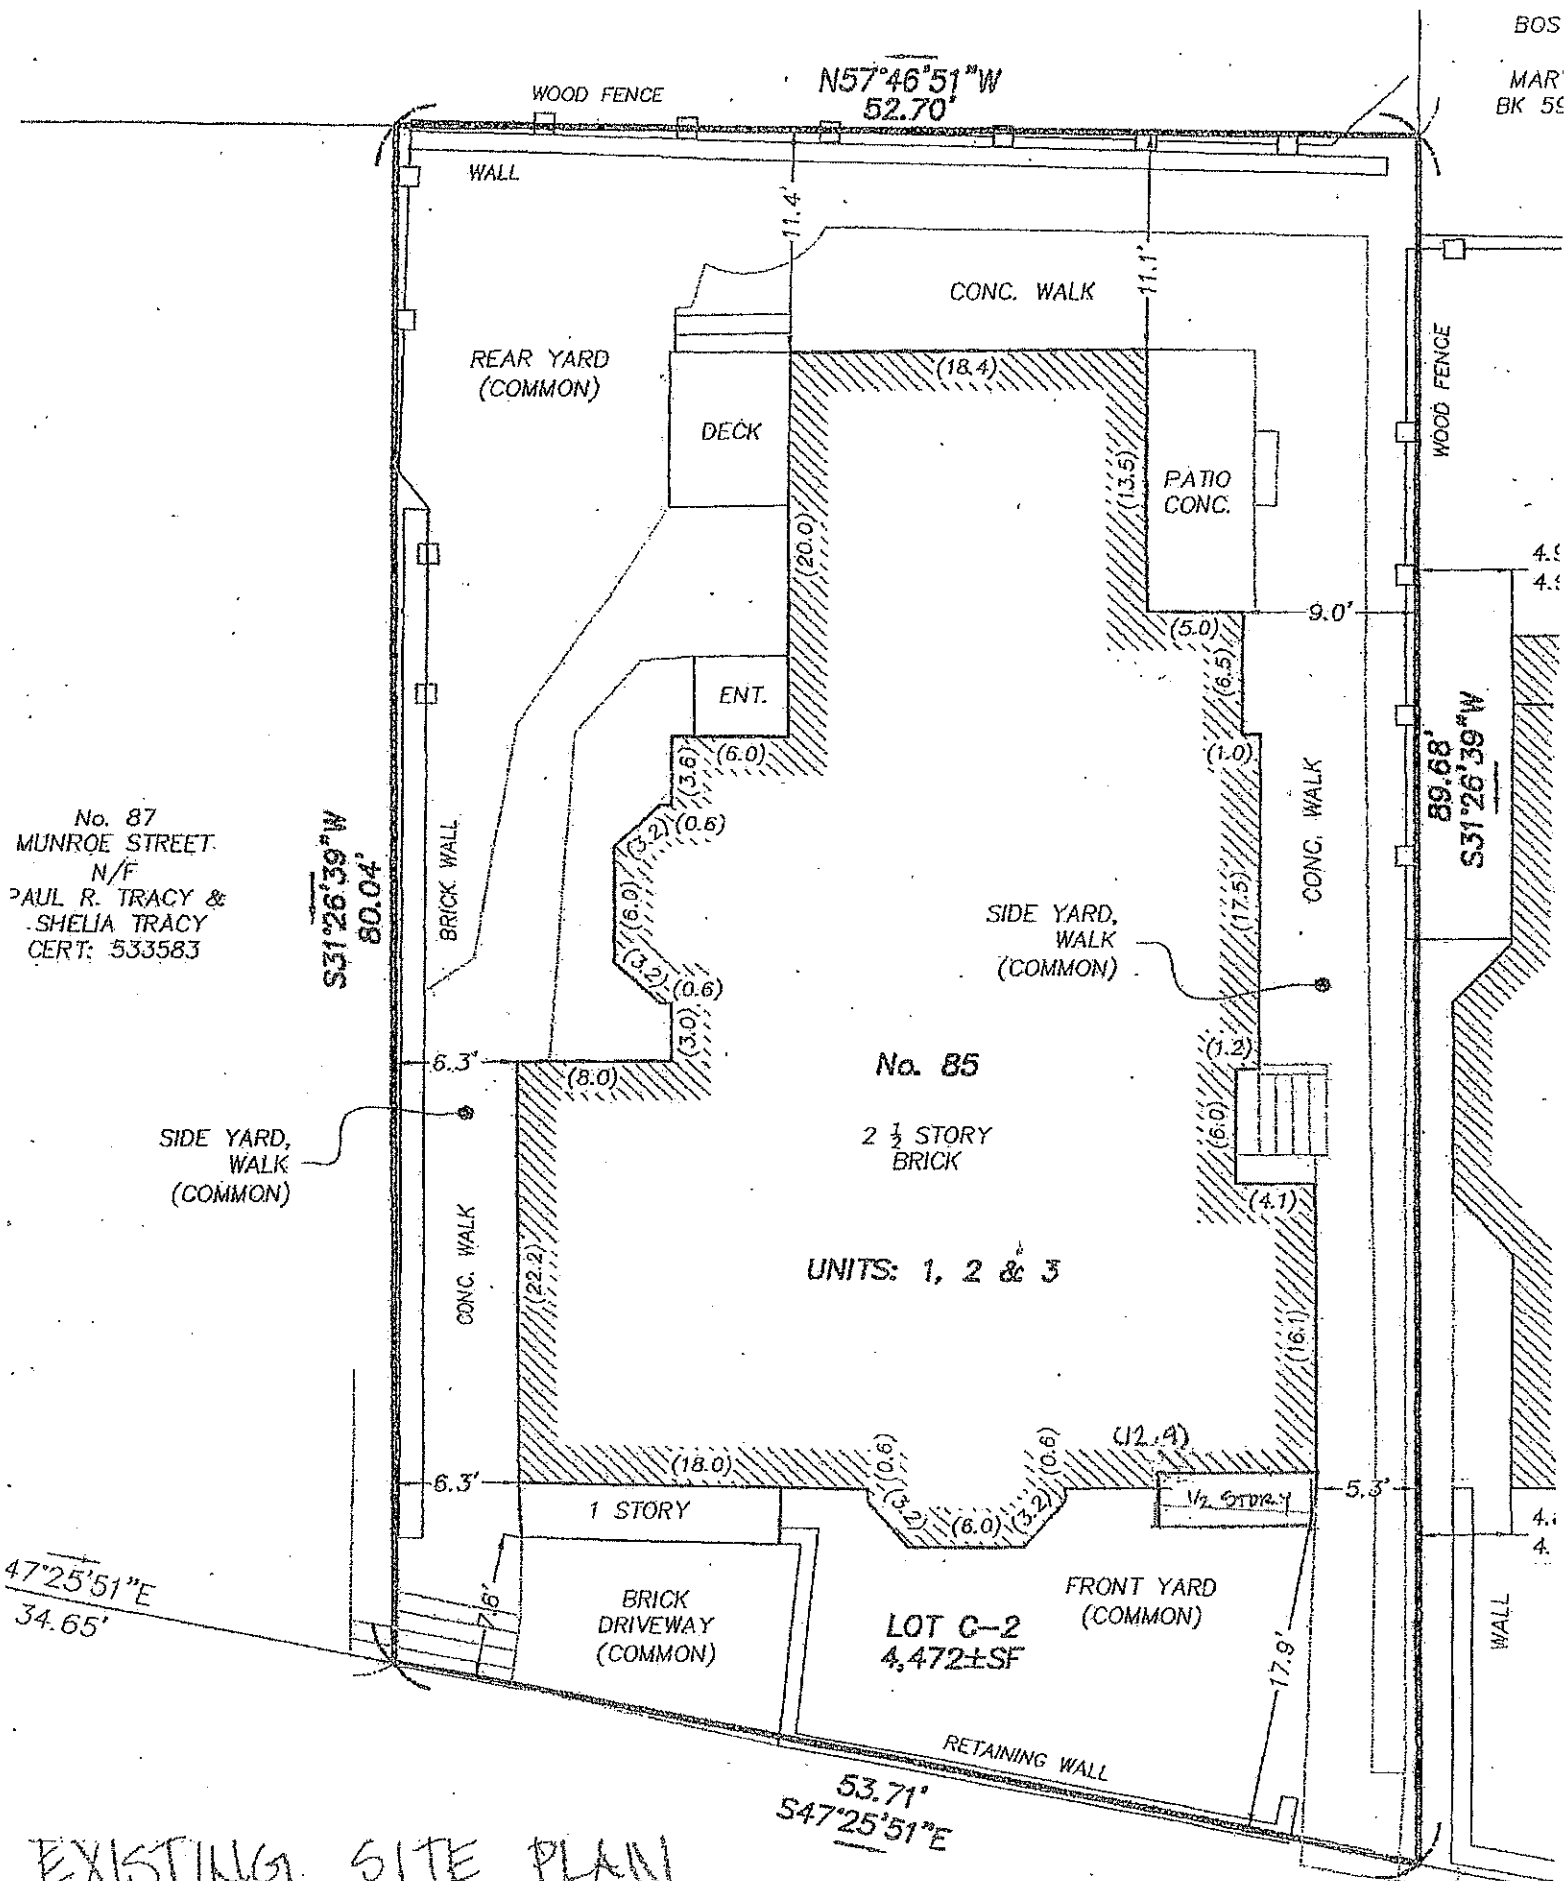 BOS
MAR
BK 59
N57°46'51"W
52.70'
WOOD FENCE
WALL
11.4'
11.1'
CONC. WALK
REAR YARD
(COMMON)
(18.4)
DECK
WOOD FENCE
PATIO
CONC.
(13.5)
(20.0)
9.0'
(5.0)
(6.5)
ENT.
(6.0)
(3.6)
(1.0)
89.68'
S31°26'39"W
CONC. WALK
No. 87
MUNROE STREET
N/F
PAUL R. TRACY &
SHELIA TRACY
CERT: 533583
S31°26'39"W
80.04'
BRICK WALL
(3.2)
(0.6)
(6.0)
(3.2)
(0.6)
(3.0)
(17.5)
SIDE YARD,
WALK
(COMMON)
6.3'
(8.0)
No. 85
(1.2)
2 ½ STORY
BRICK
(6.0)
SIDE YARD,
WALK
(COMMON)
(4.1)
CONC. WALK
(22.2)
UNITS: 1, 2 & 3
(16.1)
(12.4)
(18.0)
(0.6)
(0.6)
6.3'
(3.2)
(6.0)
(3.2)
1/2 STORY
5.3'
1 STORY
47°25'51"E
34.65'
7.6'
BRICK
DRIVEWAY
(COMMON)
FRONT YARD
(COMMON)
LOT C-2
4,472±SF
17.9'
WALL
RETAINING WALL
53.71'
S47°25'51"E
EXISTING SITE PLAN